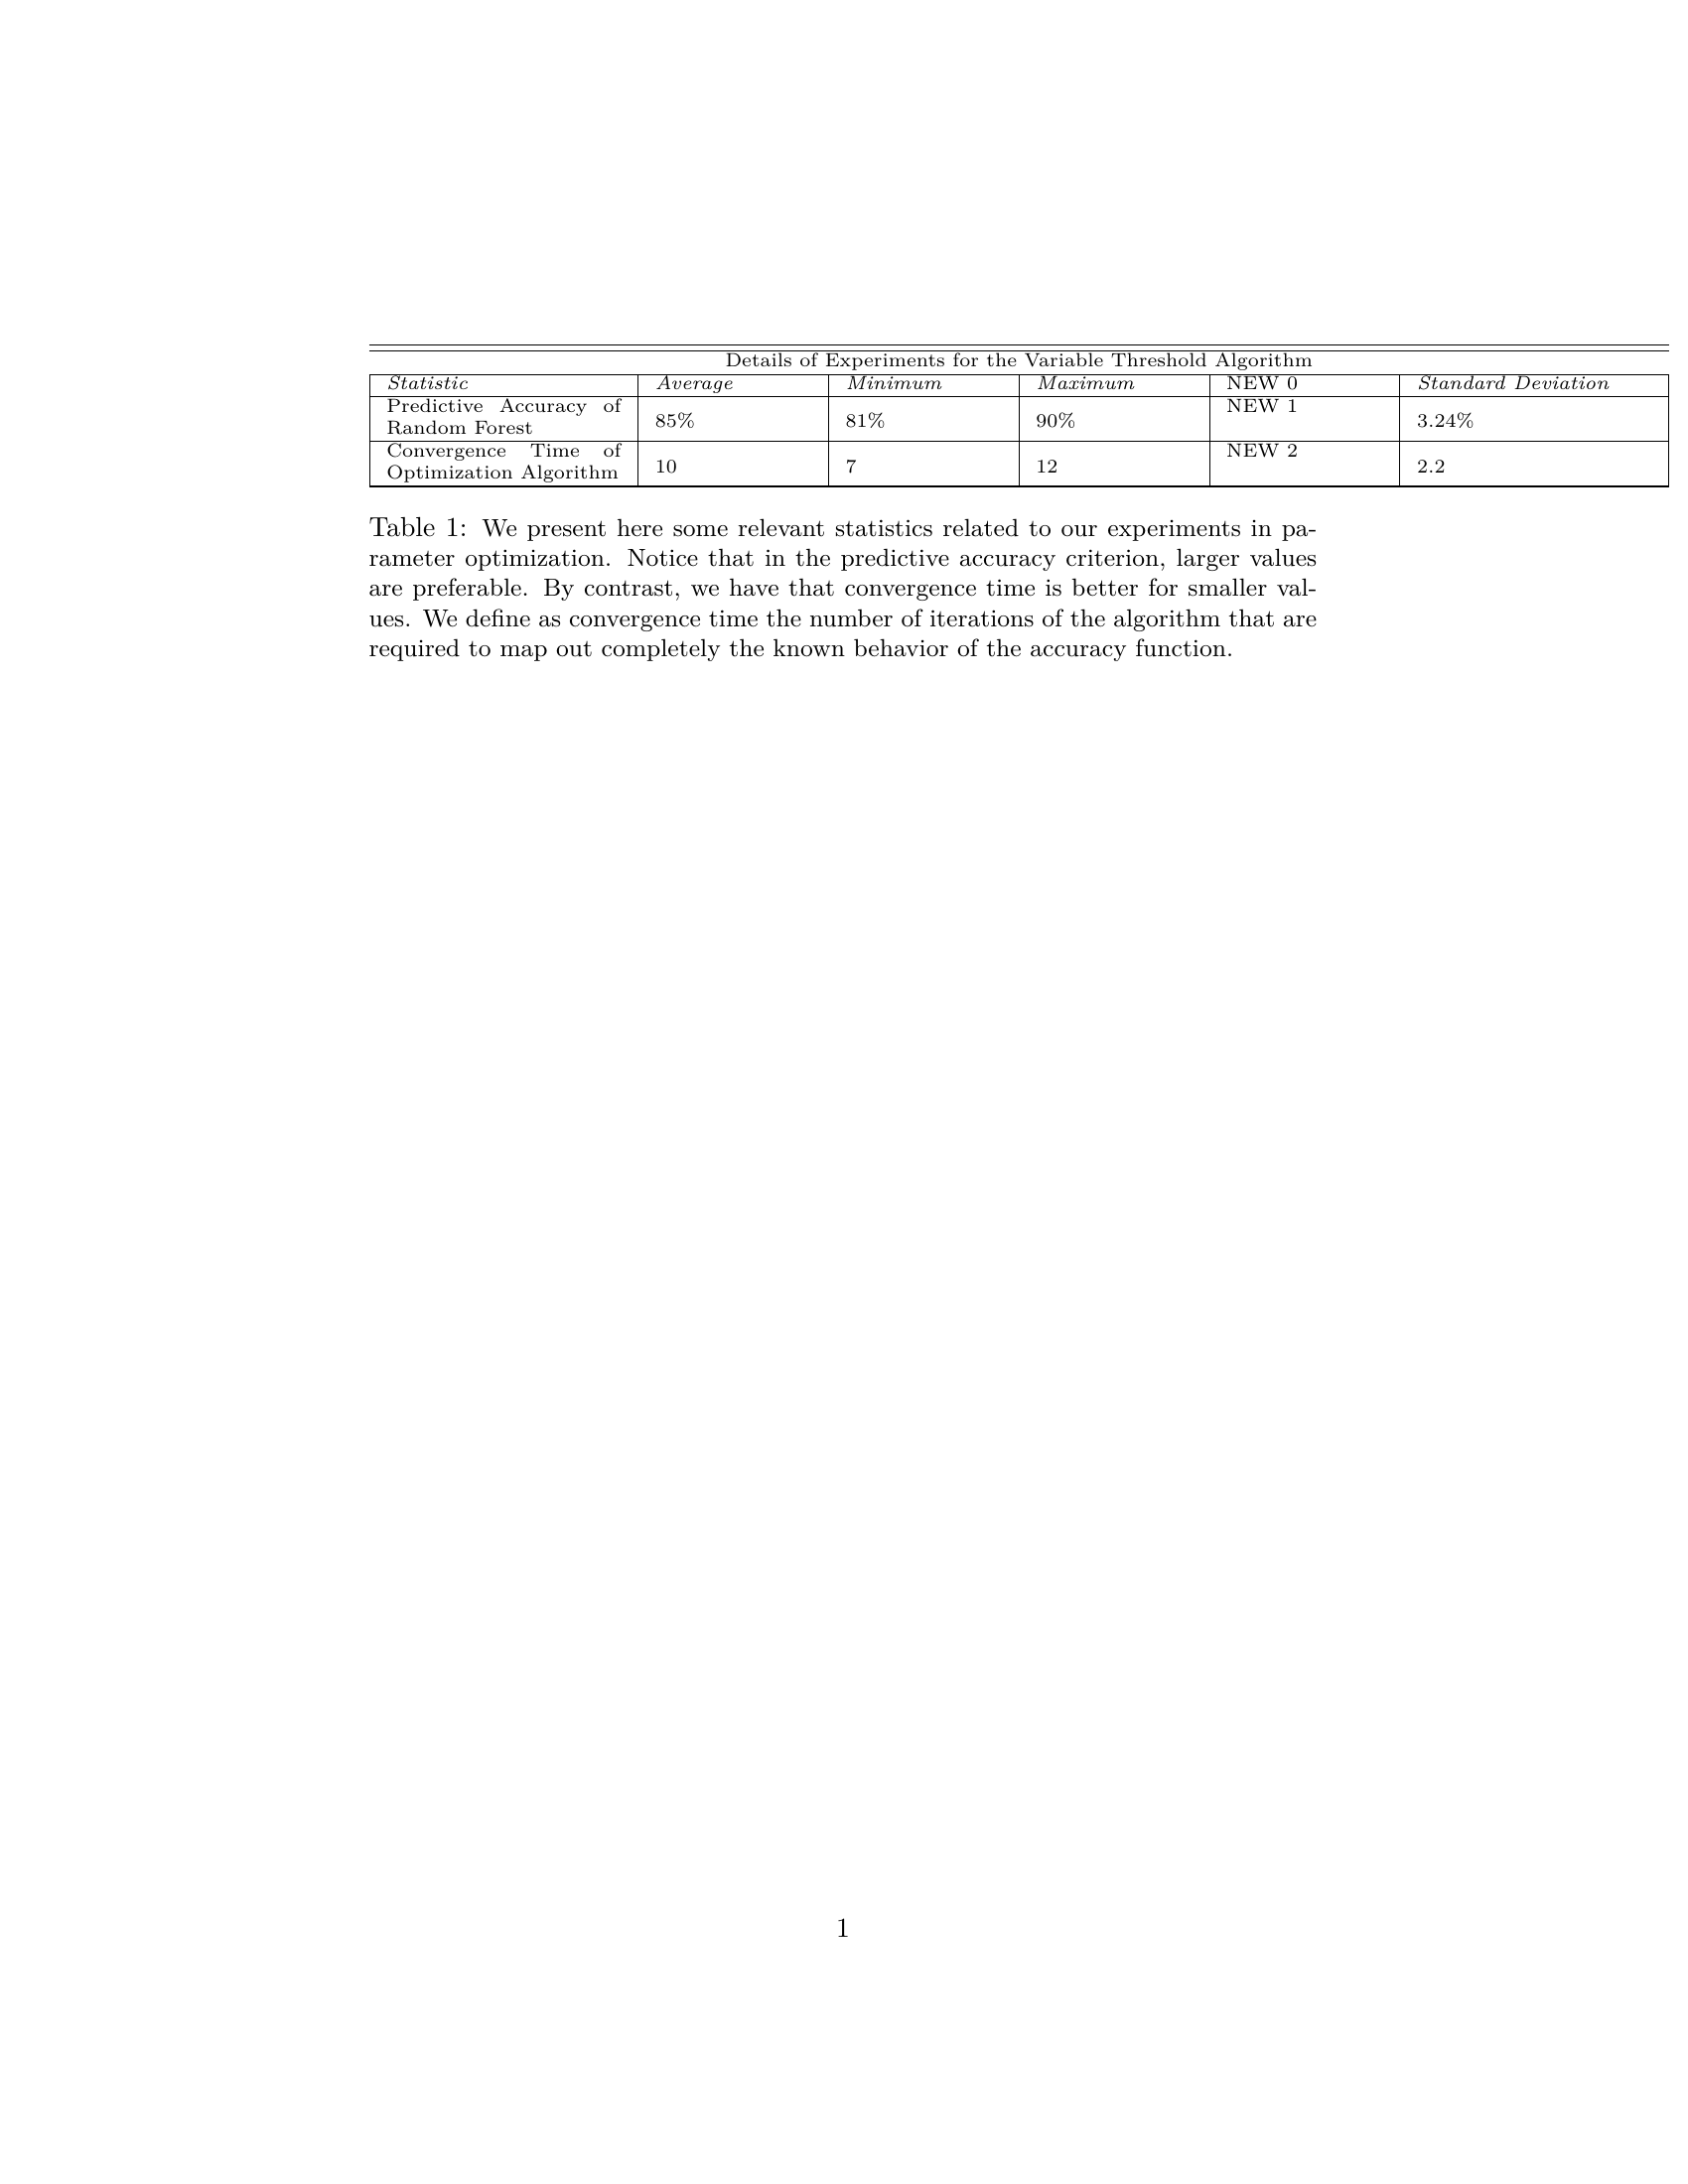 Details of Experiments for the Variable Threshold Algorithm
Statistic Average Minimum Maximum NEW 0 Standard Deviation
Predictive Accuracy of
Random Forest 85% 81% 90% NEW 1 3.24%
Convergence Time of
Optimization Algorithm 10 7 12 NEW 2 2.2
Table 1: We present here some relevant statistics related to our experiments in pa-
rameter optimization. Notice that in the predictive accuracy criterion, larger values
are preferable. By contrast, we have that convergence time is better for smaller val-
ues. We define as convergence time the number of iterations of the algorithm that are
required to map out completely the known behavior of the accuracy function.
1